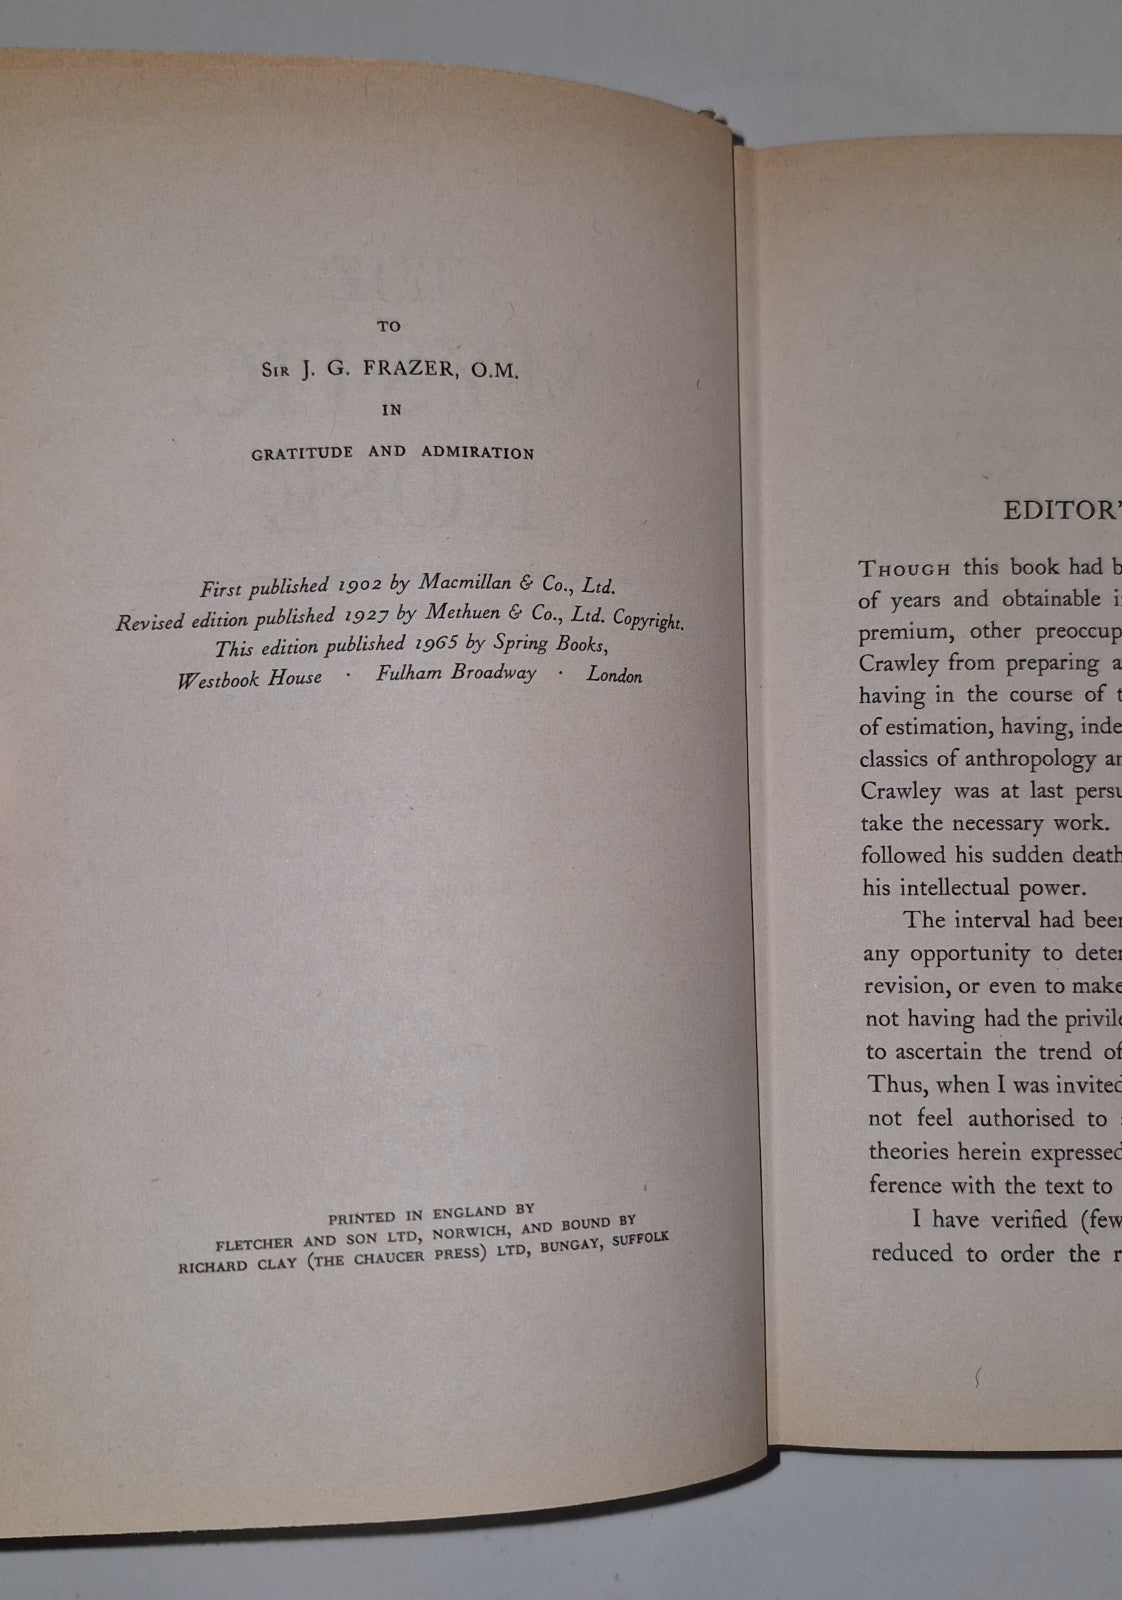 TO
Sir J. G. FRAZER, O.M.
IN
GRATITUDE AND ADMIRATION
First published 1902 by Macmillan & Co., Ltd.
Revised edition published 1927 by Methuen & Co., Ltd. Copyright.
This edition published 1965 by Spring Books,
Westbook House · Fulham Broadway · London
PRINTED IN ENGLAND BY
FLETCHER AND SON LTD, NORWICH, AND BOUND BY
RICHARD CLAY (THE CHAUCER PRESS) LTD, BUNGAY, SUFFOLK
EDITOR'
THOUGH this book had b
of years and obtainable i
premium, other preoccup
Crawley from preparing a
having in the course of t
of estimation, having, inde
classics of anthropology an
Crawley was at last persu
take the necessary work.
followed his sudden death
his intellectual power.
The interval had been
any opportunity to deter
revision, or even to make
not having had the privile
to ascertain the trend of
Thus, when I was invited
not feel authorised to
theories herein expressed
ference with the text to
I have verified (few
reduced to order the r